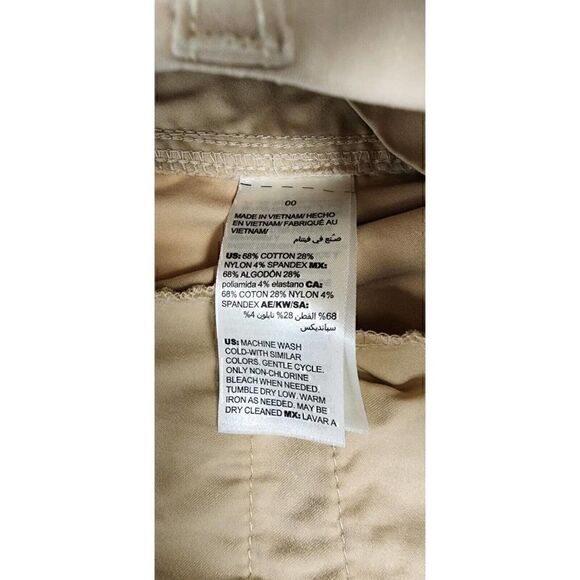 00
MADE IN VIETNAM/ HECHO
EN VIETNAM/ FABRIQUÉ AU
VIETNAM/
صنّع في فيتنام
US: 68% COTTON 28%
NYLON 4% SPANDEX MX:
68% ALGODÓN 28%
poliamida 4% elastano CA:
68% COTON 28% NYLON 4%
SPANDEX AE/KW/SA:
68% القطن 28% نايلون 4%
سبانديكس
US: MACHINE WASH
COLD-WITH SIMILAR
COLORS. GENTLE CYCLE.
ONLY NON-CHLORINE
BLEACH WHEN NEEDED.
TUMBLE DRY LOW. WARM
IRON AS NEEDED. MAY BE
DRY CLEANED MX: LAVAR A